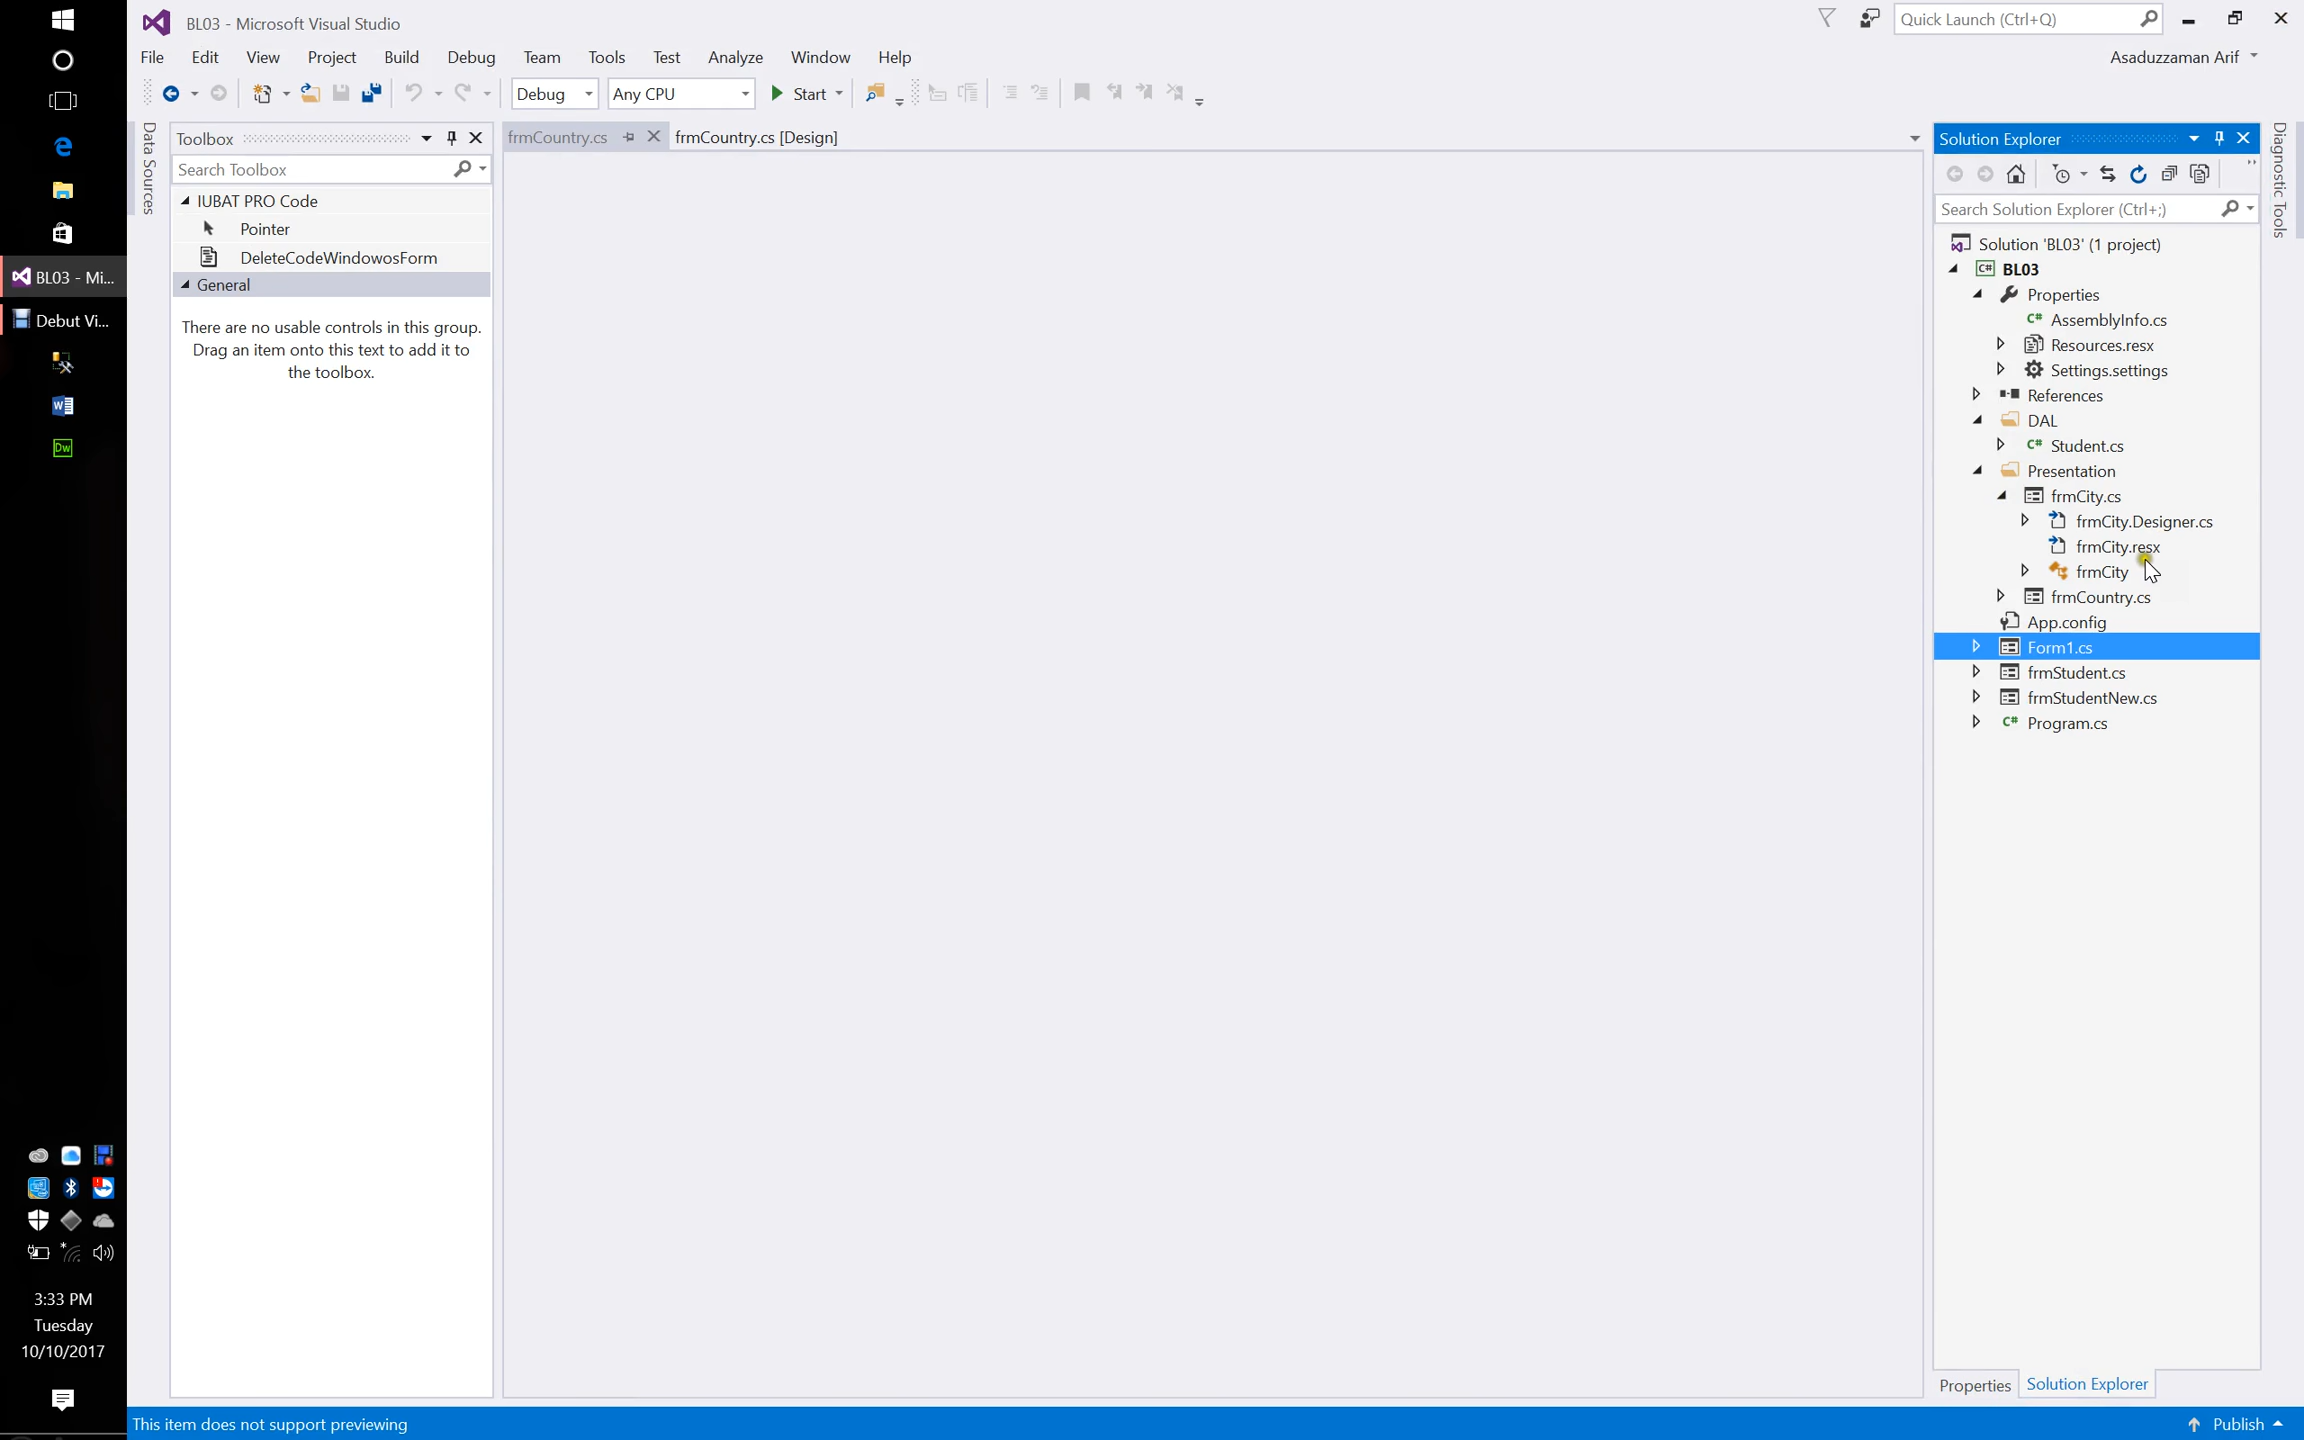 BL03 - Microsoft Visual Studio
Quick Launch (Ctrl+Q)
File Edit View Project Build Debug Team Tools Test Analyze Window Help
Asaduzzaman Arif
Debug
Any CPU
Start
Data Sources
Toolbox
Search Toolbox
IUBAT PRO Code
Pointer
DeleteCodeWindowosForm
General
There are no usable controls in this group.
Drag an item onto this text to add it to
the toolbox.
frmCountry.cs
frmCountry.cs [Design]
Solution Explorer
Search Solution Explorer (Ctrl+;)
Solution 'BL03' (1 project)
C# BL03
Properties
C# AssemblyInfo.cs
Resources.resx
Settings.settings
References
DAL
C# Student.cs
Presentation
frmCity.cs
frmCity.Designer.cs
frmCity.resx
frmCity
frmCountry.cs
App.config
Form1.cs
frmStudent.cs
frmStudentNew.cs
C# Program.cs
Diagnostic Tools
Properties
Solution Explorer
This item does not support previewing
Publish
BL03 - Mi...
Debut Vi...
Dw
3:33 PM
Tuesday
10/10/2017